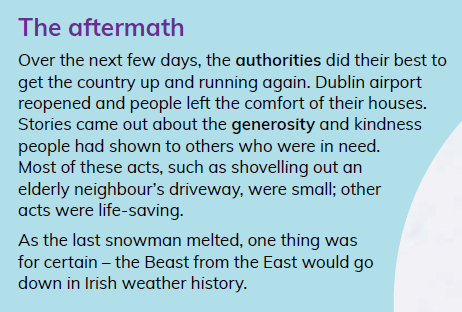 The aftermath
Over the next few days, the authorities did their best to
get the country up and running again. Dublin airport
reopened and people left the comfort of their houses.
Stories came out about the generosity and kindness
people had shown to others who were in need.
Most of these acts, such as shovelling out an
elderly neighbour’s driveway, were small; other
acts were life-saving.
As the last snowman melted, one thing was
for certain – the Beast from the East would go
down in Irish weather history.